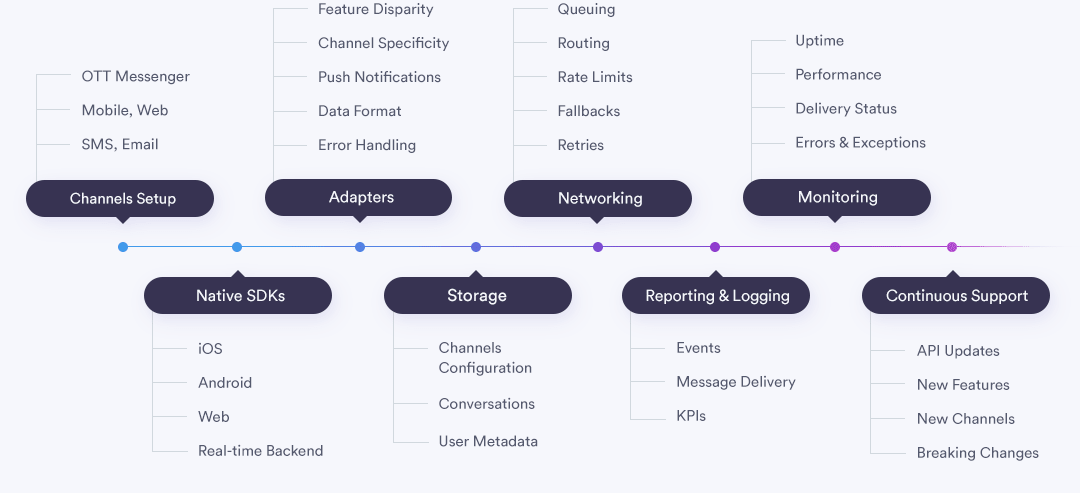 OTT Messenger
Mobile, Web
SMS, Email
Channels Setup
Feature Disparity
Channel Specificity
Push Notifications
Data Format
Error Handling
Adapters
Queuing
Routing
Rate Limits
Fallbacks
Retries
Networking
Uptime
Performance
Delivery Status
Errors & Exceptions
Monitoring
Native SDKs
iOS
Android
Web
Real-time Backend
Storage
Channels
Configuration
Conversations
User Metadata
Reporting & Logging
Events
Message Delivery
KPIs
Continuous Support
API Updates
New Features
New Channels
Breaking Changes